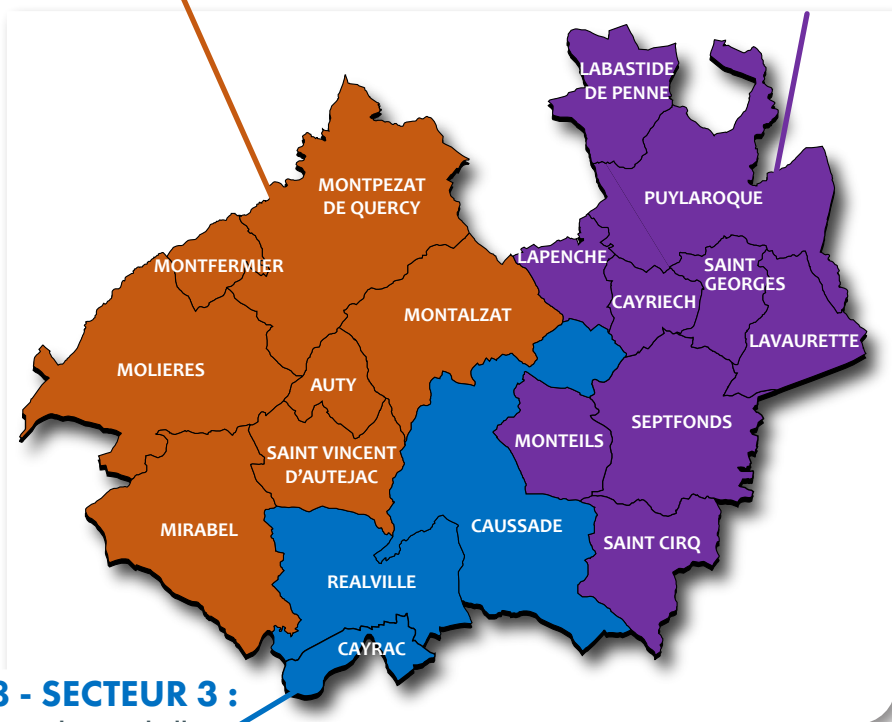 LABASTIDE
DE PENNE
MONTPEZAT
DE QUERCY
PUYLAROQUE
MONTFERMIER
LAPENCHE
SAINT
GEORGES
CAYRIECH
MONTALZAT
LAVAURETTE
MOLIERES
AUTY
SEPTFONDS
MONTEILS
SAINT VINCENT
D'AUTEJAC
MIRABEL
CAUSSADE
SAINT CIRQ
REALVILLE
CAYRAC
3 - SECTEUR 3 :